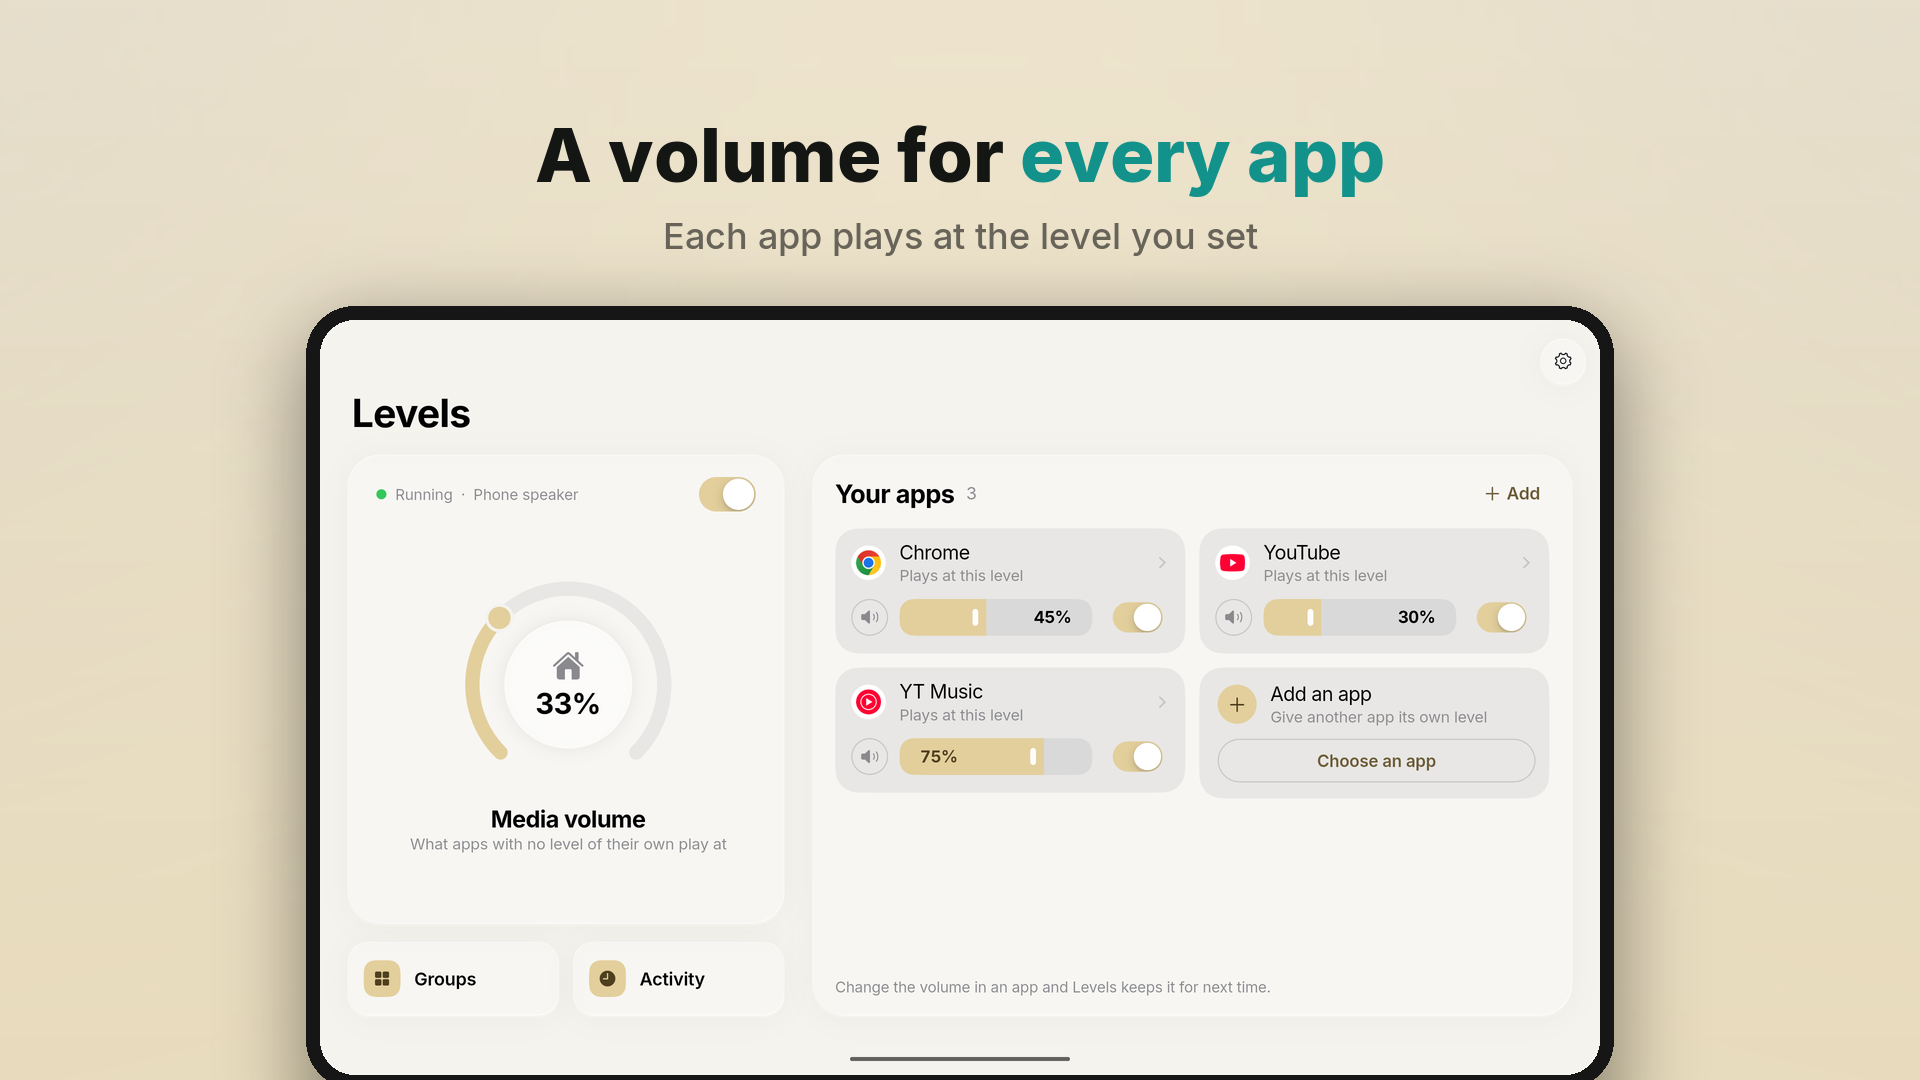 A volume for every app
Each app plays at the level you set
Levels
Running · Phone speaker
33%
Media volume
What apps with no level of their own play at
Groups
Activity
Your apps 3
+ Add
Chrome
Plays at this level
45%
YouTube
Plays at this level
30%
YT Music
Plays at this level
75%
Add an app
Give another app its own level
Choose an app
Change the volume in an app and Levels keeps it for next time.